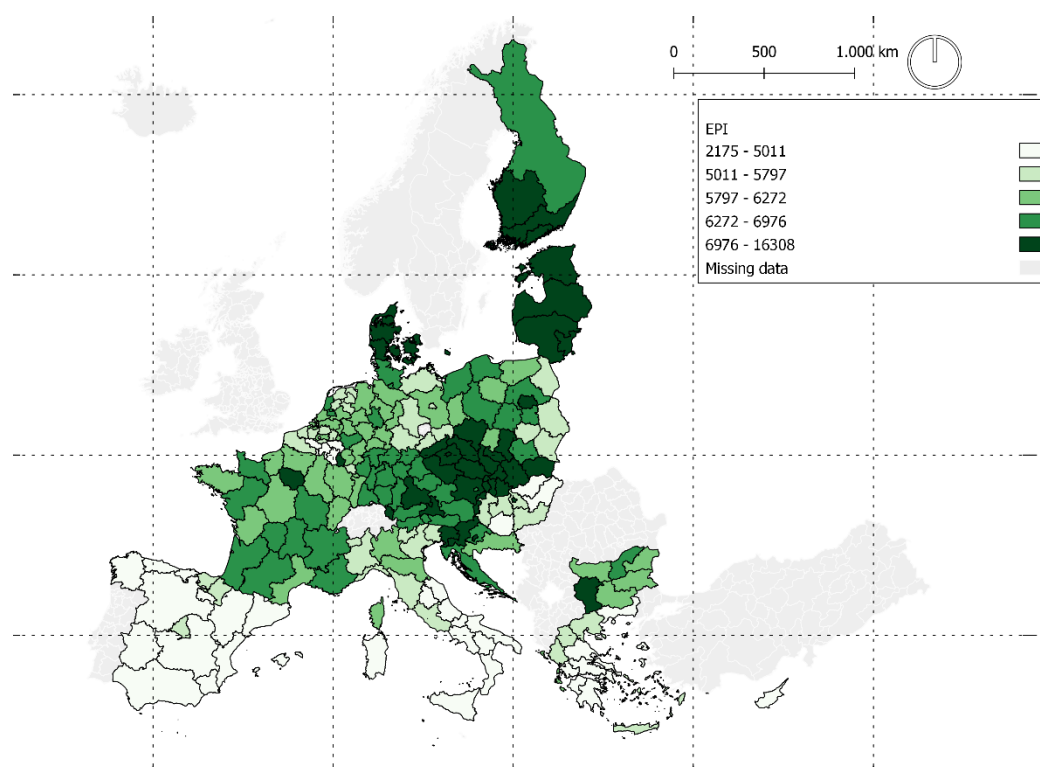 0 500 1.000 km
EPI
2175 - 5011
5011 - 5797
5797 - 6272
6272 - 6976
6976 - 16308
Missing data